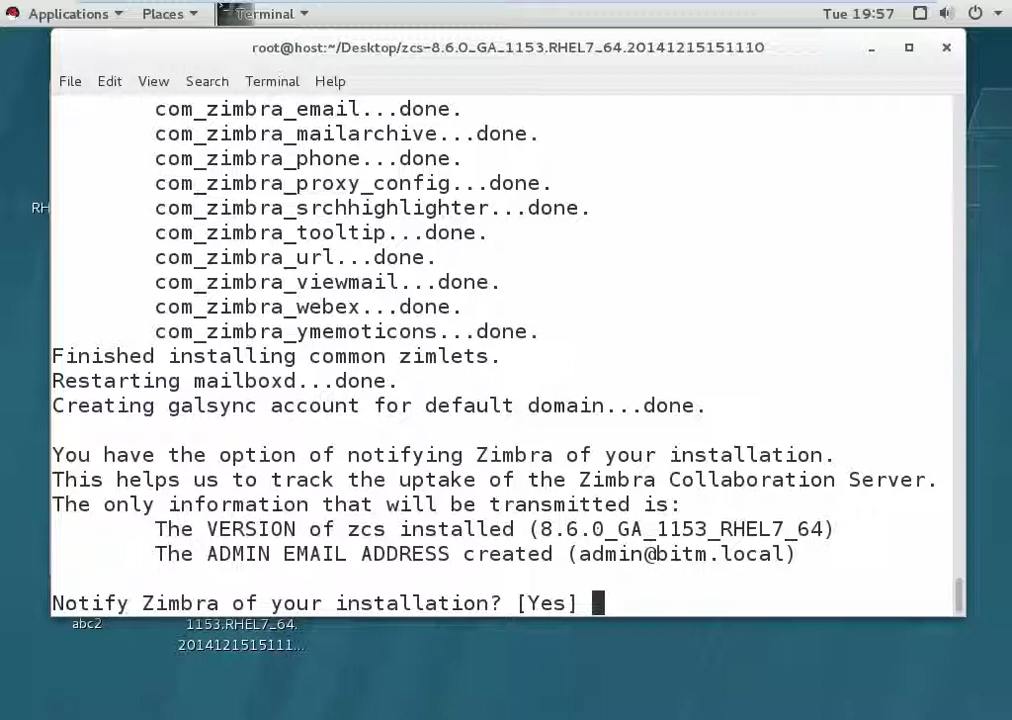 Applications Places Terminal Tue 19:57
root@host:~/Desktop/zcs-8.6.0_GA_1153.RHEL7_64.20141215151110
File Edit View Search Terminal Help
com_zimbra_email...done.
com_zimbra_mailarchive...done.
com_zimbra_phone...done.
com_zimbra_proxy_config...done.
RH
com_zimbra_srchhighlighter...done.
com_zimbra_tooltip...done.
com_zimbra_url...done.
com_zimbra_viewmail...done.
com_zimbra_webex...done.
com_zimbra_ymemoticons...done.
Finished installing common zimlets.
Restarting mailboxd...done.
Creating galsync account for default domain...done.
You have the option of notifying Zimbra of your installation.
This helps us to track the uptake of the Zimbra Collaboration Server.
The only information that will be transmitted is:
The VERSION of zcs installed (8.6.0_GA_1153_RHEL7_64)
The ADMIN EMAIL ADDRESS created (admin@bitm.local)
Notify Zimbra of your installation? [Yes]
abc2 1153.RHEL7_64.
2014121515111...